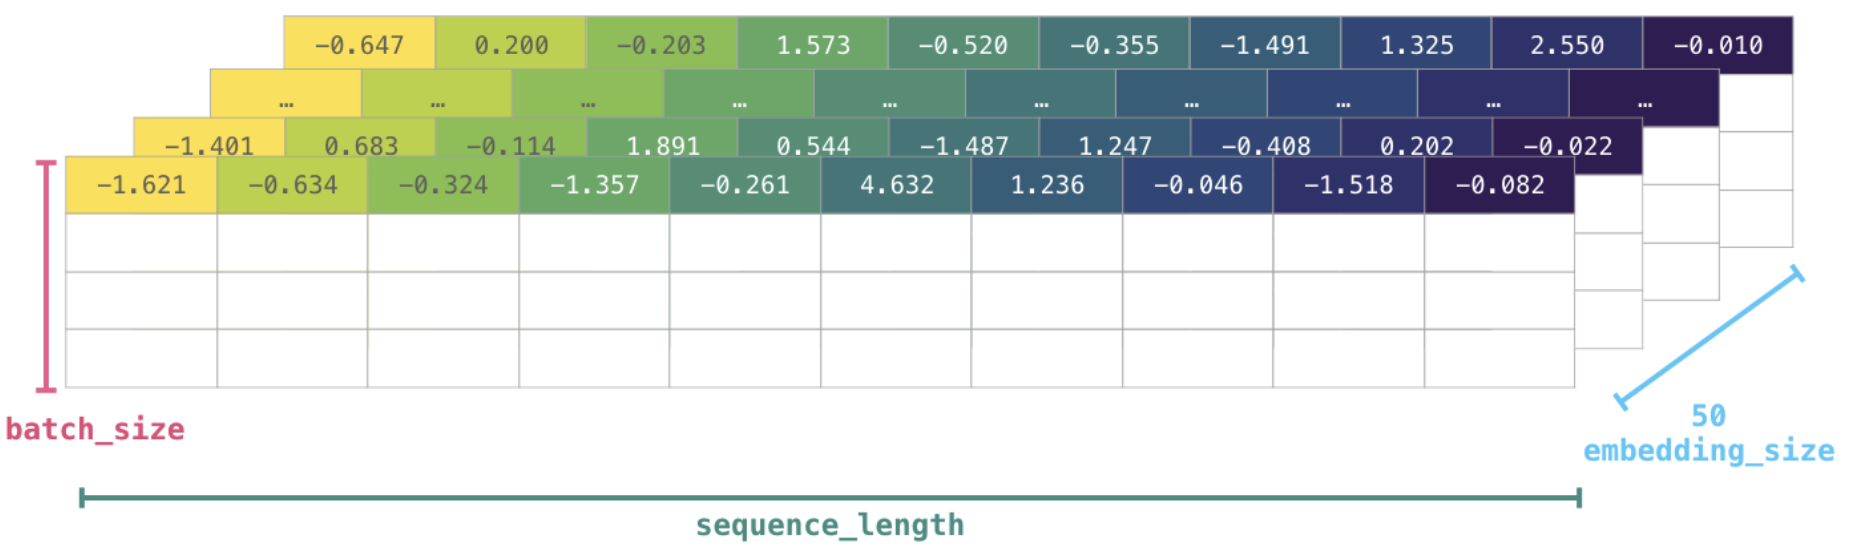 −0.647 0.200 −0.203 1.573 −0.520 −0.355 −1.491 1.325 2.550 −0.010
… … … … … … … … … …
−1.401 0.683 −0.114 1.891 0.544 −1.487 1.247 −0.408 0.202 −0.022
−1.621 −0.634 −0.324 −1.357 −0.261 4.632 1.236 −0.046 −1.518 −0.082
batch_size
50
embedding_size
sequence_length